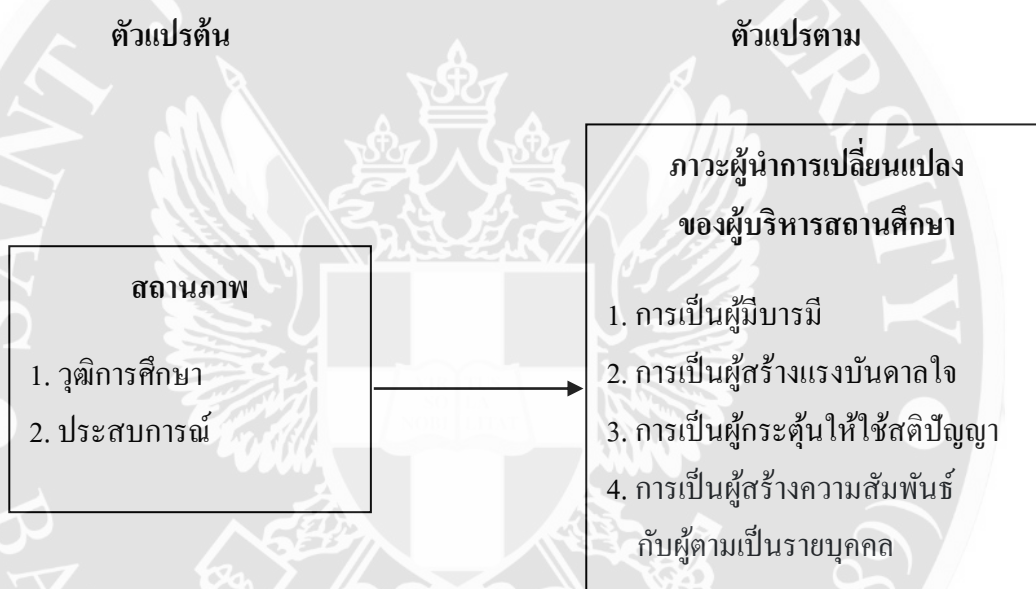 ตัวแปรต้น
ตัวแปรตาม
สถานภาพ
1. วุฒิการศึกษา
2. ประสบการณ์
ภาวะผู้นำการเปลี่ยนแปลง
ของผู้บริหารสถานศึกษา
1. การเป็นผู้มีบารมี
2. การเป็นผู้สร้างแรงบันดาลใจ
3. การเป็นผู้กระตุ้นให้ใช้สติปัญญา
4. การเป็นผู้สร้างความสัมพันธ์
กับผู้ตามเป็นรายบุคคล